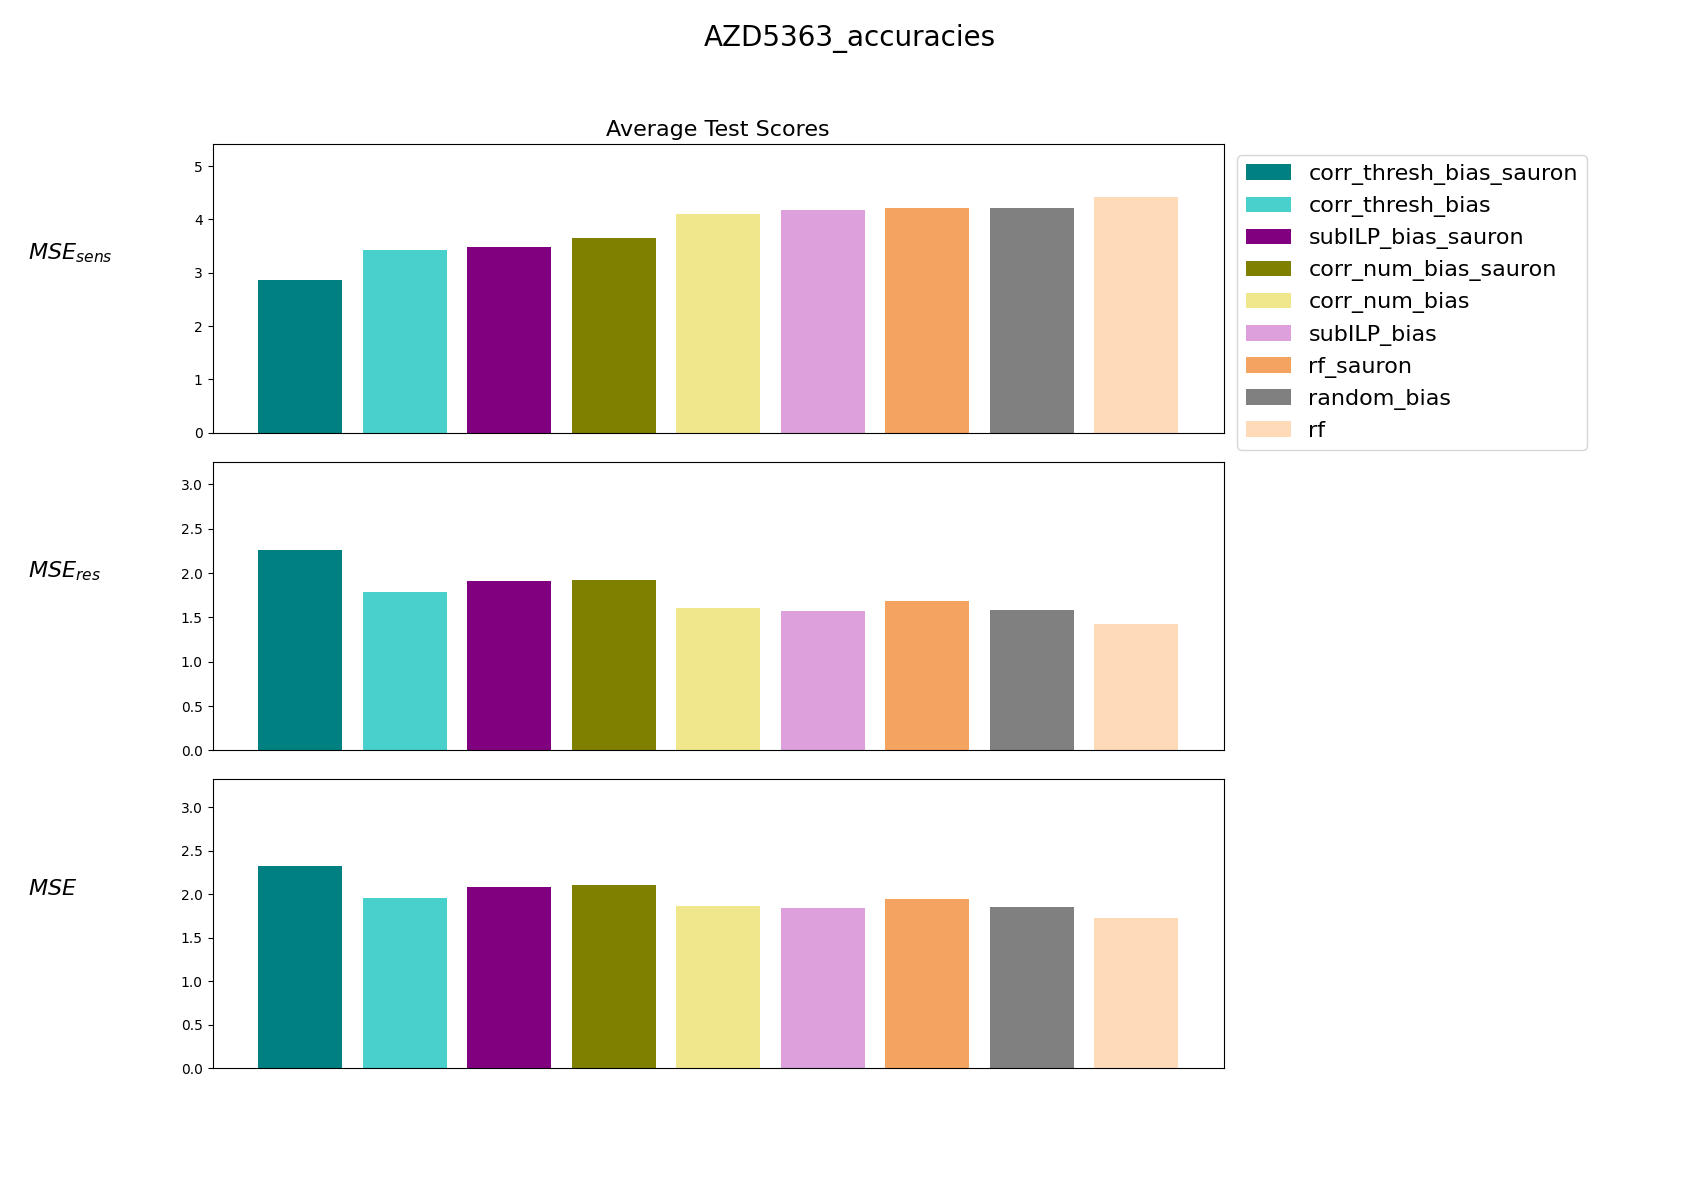 AZD5363_accuracies
Average Test Scores
MSE_sens
5
4
3
2
1
0
corr_thresh_bias_sauron
corr_thresh_bias
subILP_bias_sauron
corr_num_bias_sauron
corr_num_bias
subILP_bias
rf_sauron
random_bias
rf
MSE_res
3.0
2.5
2.0
1.5
1.0
0.5
0.0
MSE
3.0
2.5
2.0
1.5
1.0
0.5
0.0